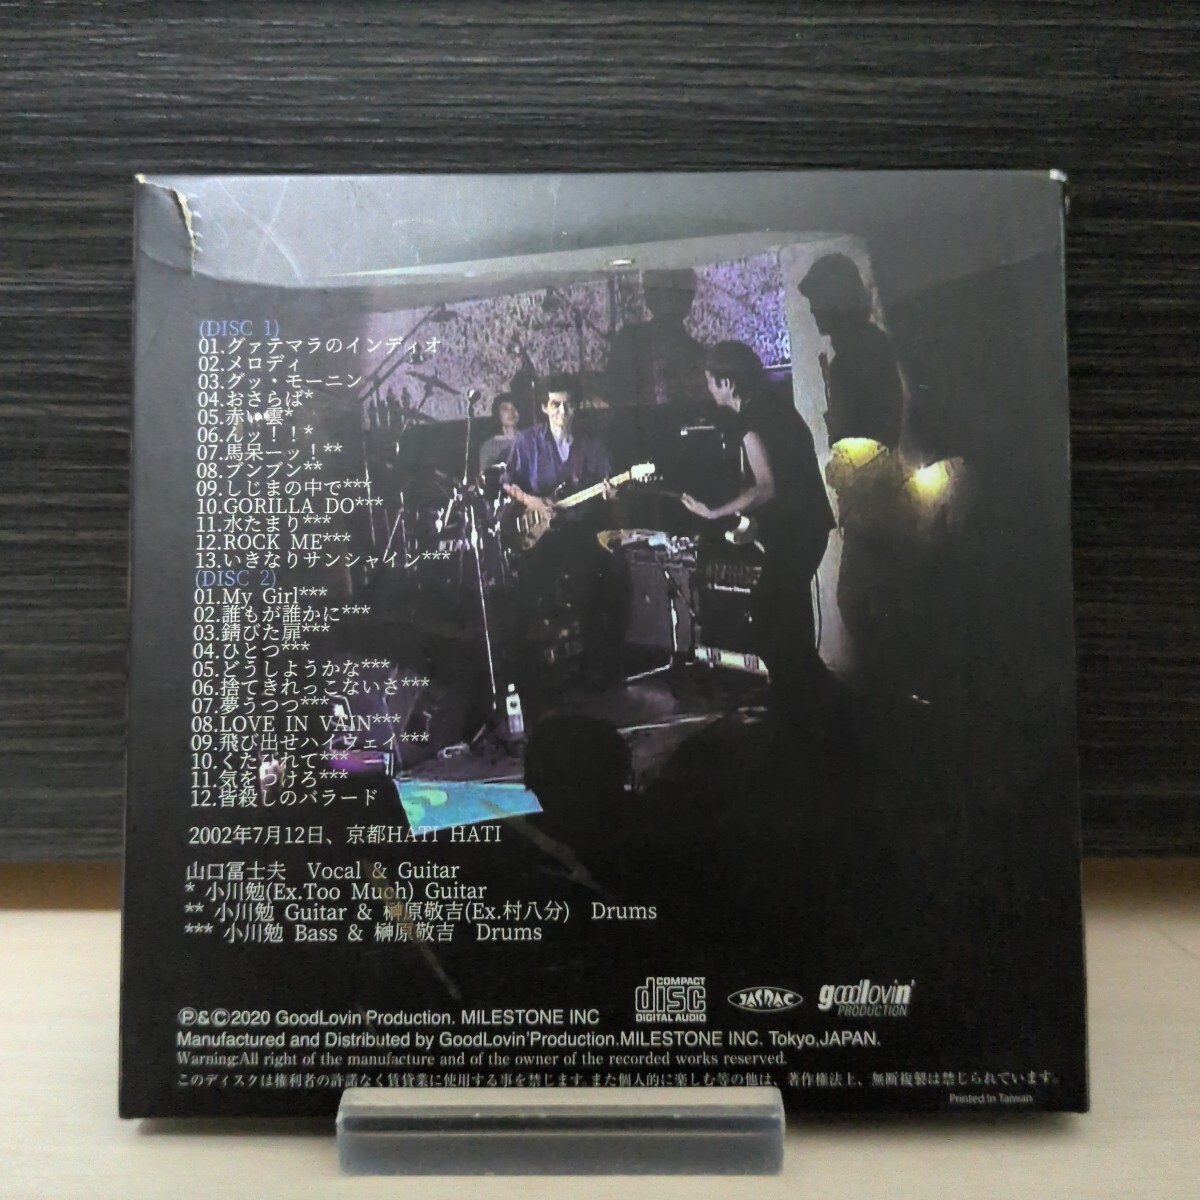 (DISC 1)
01.グァテマラのインディオ
02.メロディ
03.グッ・モーニン
04.おさらば*
05.赤い雲*
06.んッ！！*
07.馬呆ーッ！**
08.ブンブン**
09.しじまの中で***
10.GORILLA DO***
11.水たまり***
12.ROCK ME***
13.いきなりサンシャイン***
(DISC 2)
01.My Girl***
02.誰もが誰かに***
03.錆びた扉***
04.ひとつ***
05.どうしようかな***
06.捨てきれっこないさ***
07.夢うつつ***
08.LOVE IN VAIN***
09.飛び出せハイウェイ***
10.くたびれて***
11.気をつけろ***
12.皆殺しのバラード
2002年7月12日、京都HATI HATI
山口冨士夫 Vocal & Guitar
* 小川勉(Ex.Too Much) Guitar
** 小川勉 Guitar & 榊原敬吉(Ex.村八分) Drums
*** 小川勉 Bass & 榊原敬吉 Drums
COMPACT
disc
DIGITAL AUDIO
JASRAC
goodlovin'
PRODUCTION
Ⓟ&Ⓒ2020 GoodLovin Production. MILESTONE INC
Manufactured and Distributed by GoodLovin'Production.MILESTONE INC. Tokyo,JAPAN.
Warning:All right of the manufacture and of the owner of the recorded works reserved.
このディスクは権利者の許諾なく賃貸業に使用する事を禁じます.また個人的に楽しむ等の他は、著作権法上、無断複製は禁じられています.
Printed In Taiwan